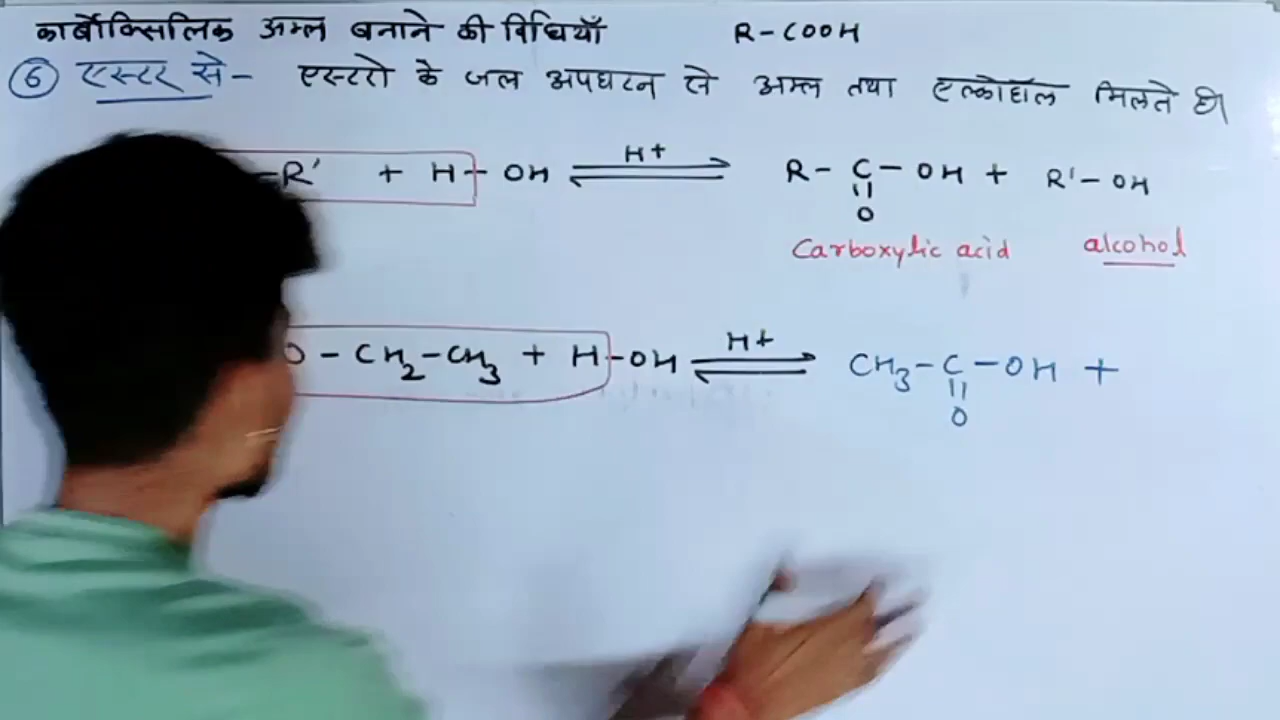 कार्बोक्सिलिक अम्ल बनाने की विधियाँ R-COOH
⑥ एस्टर से- एस्टरो के जल अपघटन से अम्ल तथा एल्कोहॉल मिलते है।
-R' + H-OH ⇌ H+ R-C-OH + R'-OH
||
O
Carboxylic acid alcohol
O-CH₂-CH₃ + H-OH ⇌ H+ CH₃-C-OH +
||
O